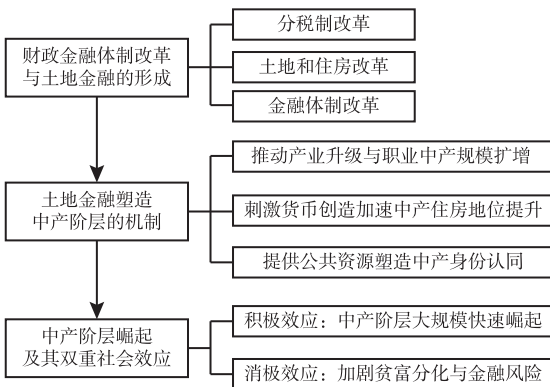 财政金融体制改革
与土地金融的形成
分税制改革
土地和住房改革
金融体制改革
土地金融塑造
中产阶层的机制
推动产业升级与职业中产规模扩增
刺激货币创造加速中产住房地位提升
提供公共资源塑造中产身份认同
中产阶层崛起
及其双重社会效应
积极效应：中产阶层大规模快速崛起
消极效应：加剧贫富分化与金融风险